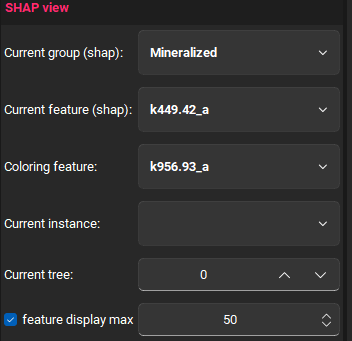 SHAP view
Current group (shap): Mineralized
Current feature (shap): k449.42_a
Coloring feature: k956.93_a
Current instance:
Current tree: 0
feature display max 50